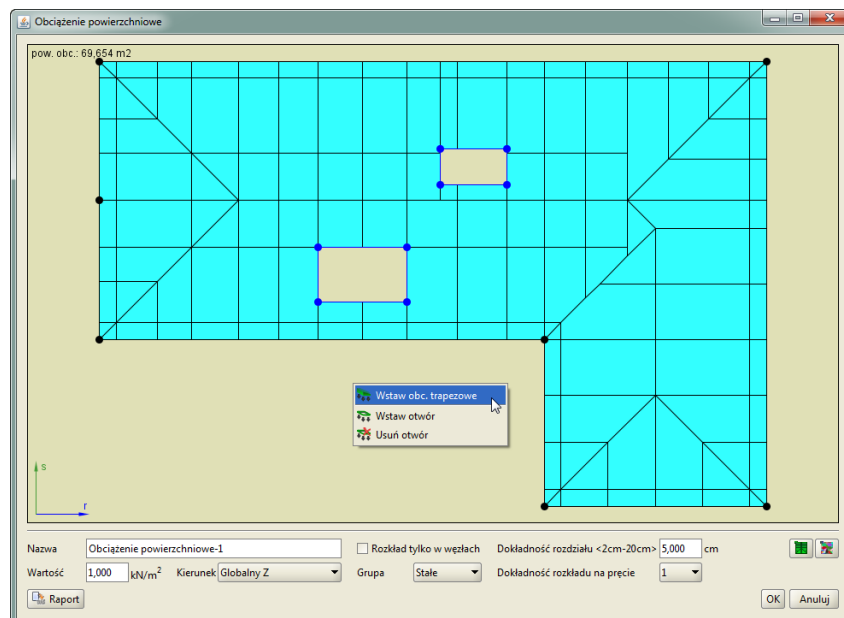 Obciążenie powierzchniowe
pow. obc.: 69,654 m2
Wstaw obc. trapezowe
Wstaw otwór
Usuń otwór
s
r
Nazwa Obciążenie powierzchniowe-1 Rozkład tylko w węzłach Dokładność rozdziału <2cm-20cm> 5,000 cm
Wartość 1,000 kN/m² Kierunek Globalny Z Grupa Stałe Dokładność rozkładu na pręcie 1
Raport OK Anuluj